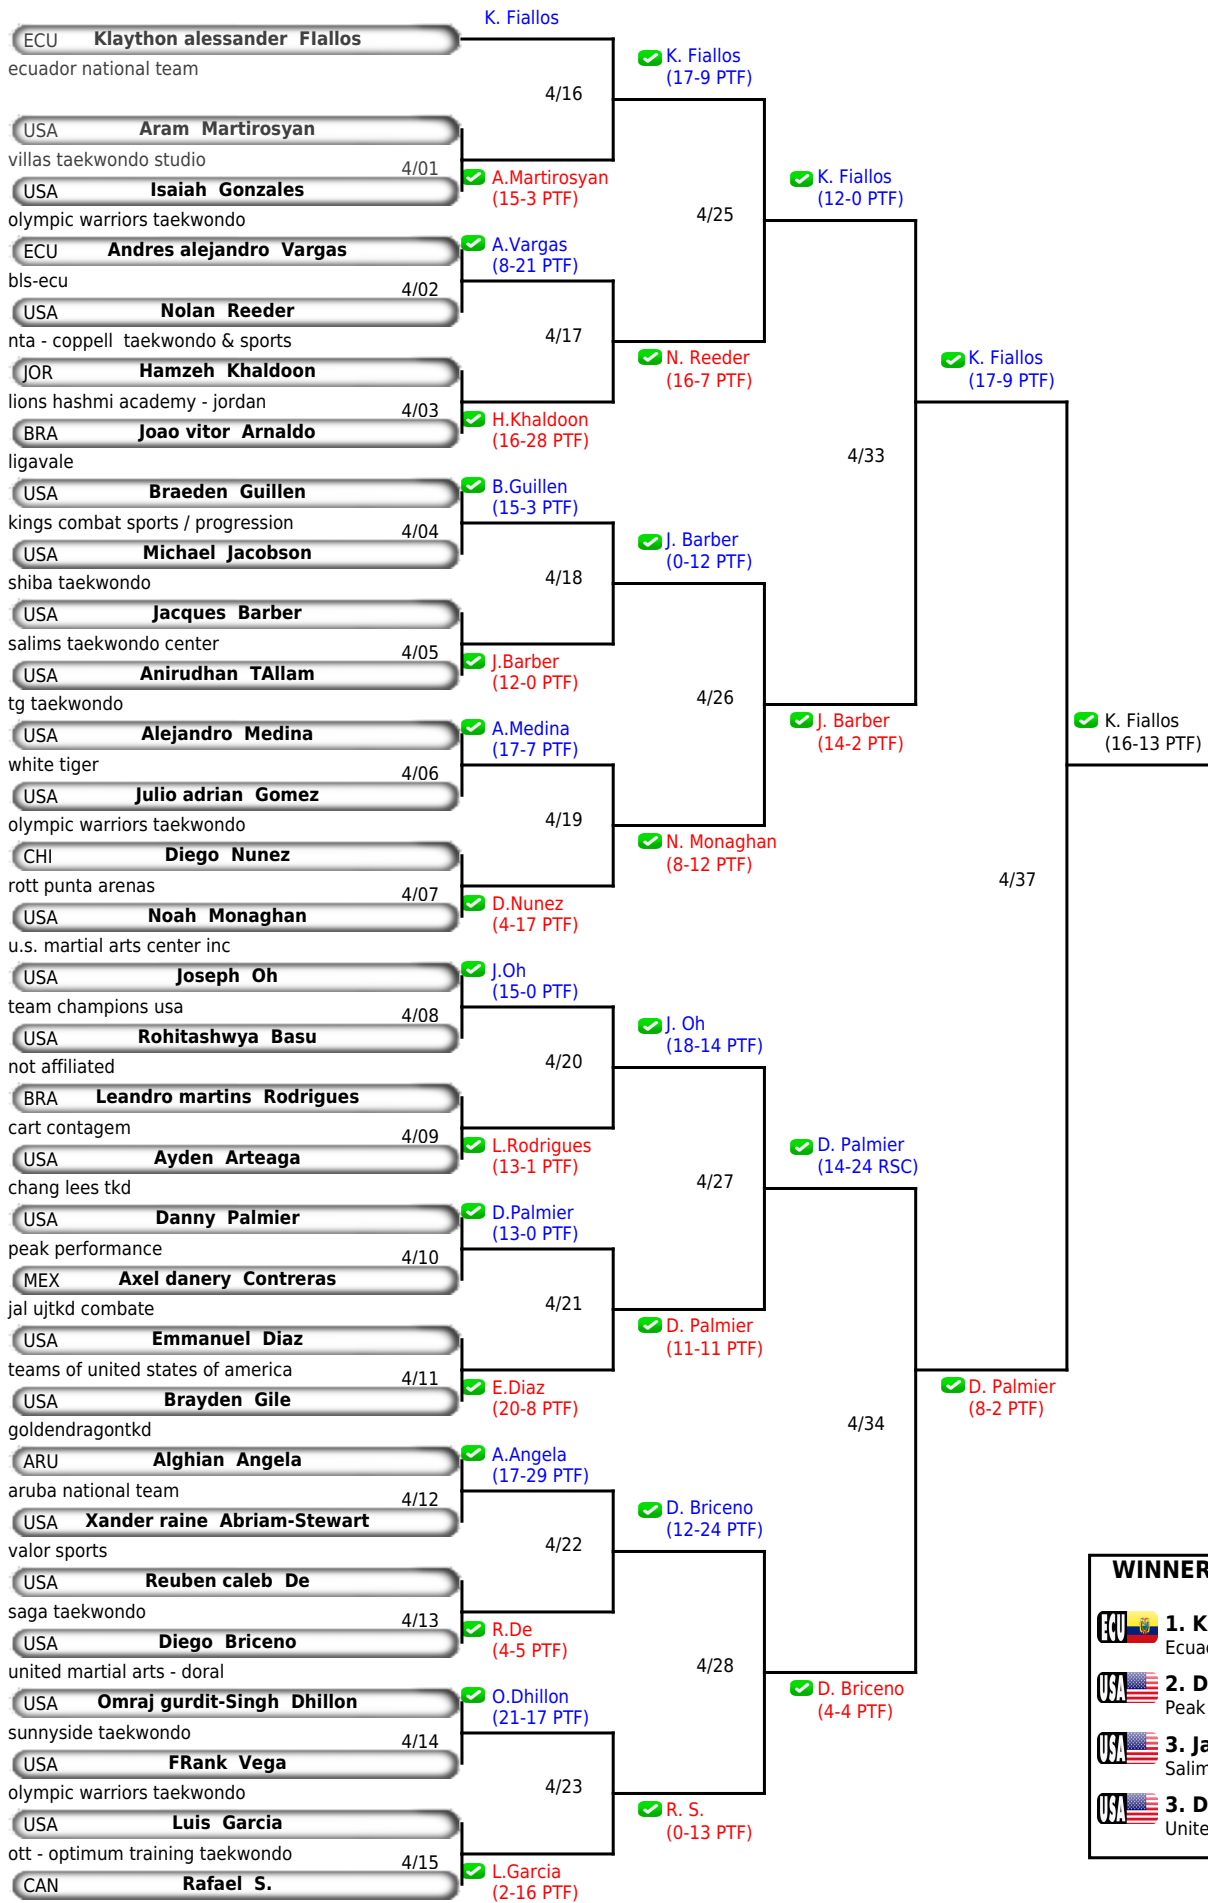 K. Fiallos
ECU Klaython alessander FIallos
ecuador national team
K. Fiallos
(17-9 PTF)
4/16
USA Aram Martirosyan
villas taekwondo studio
4/01
A.Martirosyan
(15-3 PTF)
USA Isaiah Gonzales
olympic warriors taekwondo
K. Fiallos
(12-0 PTF)
4/25
ECU Andres alejandro Vargas
bls-ecu
A.Vargas
(8-21 PTF)
4/02
USA Nolan Reeder
nta - coppell taekwondo & sports
4/17
N. Reeder
(16-7 PTF)
K. Fiallos
(17-9 PTF)
JOR Hamzeh Khaldoon
lions hashmi academy - jordan
4/03
H.Khaldoon
(16-28 PTF)
BRA Joao vitor Arnaldo
ligavale
4/33
USA Braeden Guillen
kings combat sports / progression
B.Guillen
(15-3 PTF)
4/04
USA Michael Jacobson
shiba taekwondo
4/18
J. Barber
(0-12 PTF)
USA Jacques Barber
salims taekwondo center
4/05
J.Barber
(12-0 PTF)
USA Anirudhan TAllam
tg taekwondo
4/26
J. Barber
(14-2 PTF)
K. Fiallos
(16-13 PTF)
USA Alejandro Medina
white tiger
A.Medina
(17-7 PTF)
4/06
USA Julio adrian Gomez
olympic warriors taekwondo
4/19
N. Monaghan
(8-12 PTF)
CHI Diego Nunez
rott punta arenas
4/07
D.Nunez
(4-17 PTF)
USA Noah Monaghan
u.s. martial arts center inc
4/37
USA Joseph Oh
team champions usa
J.Oh
(15-0 PTF)
4/08
USA Rohitashwya Basu
not affiliated
4/20
J. Oh
(18-14 PTF)
BRA Leandro martins Rodrigues
cart contagem
4/09
L.Rodrigues
(13-1 PTF)
USA Ayden Arteaga
chang lees tkd
4/27
D. Palmier
(14-24 RSC)
USA Danny Palmier
peak performance
D.Palmier
(13-0 PTF)
4/10
MEX Axel danery Contreras
jal ujtkd combate
4/21
D. Palmier
(11-11 PTF)
USA Emmanuel Diaz
teams of united states of america
4/11
E.Diaz
(20-8 PTF)
USA Brayden Gile
goldendragontkd
4/34
D. Palmier
(8-2 PTF)
ARU Alghian Angela
aruba national team
A.Angela
(17-29 PTF)
4/12
USA Xander raine Abriam-Stewart
valor sports
4/22
D. Briceno
(12-24 PTF)
USA Reuben caleb De
saga taekwondo
4/13
R.De
(4-5 PTF)
USA Diego Briceno
united martial arts - doral
4/28
D. Briceno
(4-4 PTF)
USA Omraj gurdit-Singh Dhillon
sunnyside taekwondo
O.Dhillon
(21-17 PTF)
4/14
USA FRank Vega
olympic warriors taekwondo
4/23
R. S.
(0-13 PTF)
USA Luis Garcia
ott - optimum training taekwondo
4/15
L.Garcia
(2-16 PTF)
CAN Rafael S.
WINNER
ECU 1. K
Ecuad
USA 2. D
Peak
USA 3. Ja
Salim
USA 3. D
Unite